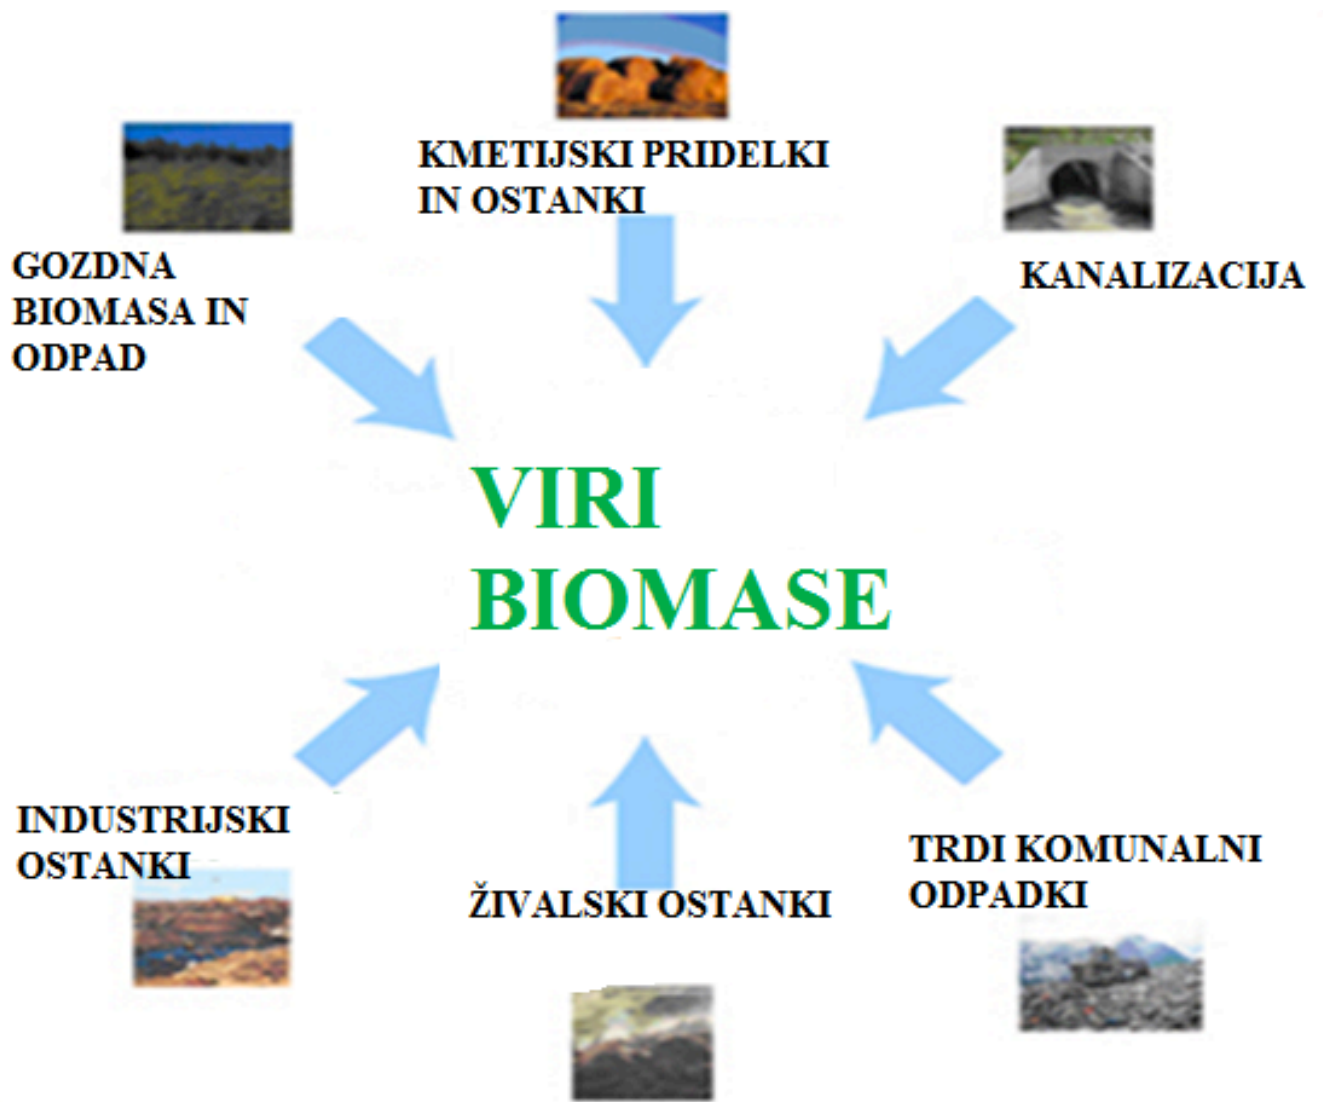 KMETIJSKI PRIDELKI
IN OSTANKI
GOZDNA
BIOMASA IN
ODPAD
KANALIZACIJA
VIRI
BIOMASE
INDUSTRIJSKI
OSTANKI
ŽIVALSKI OSTANKI
TRDI KOMUNALNI
ODPADKI